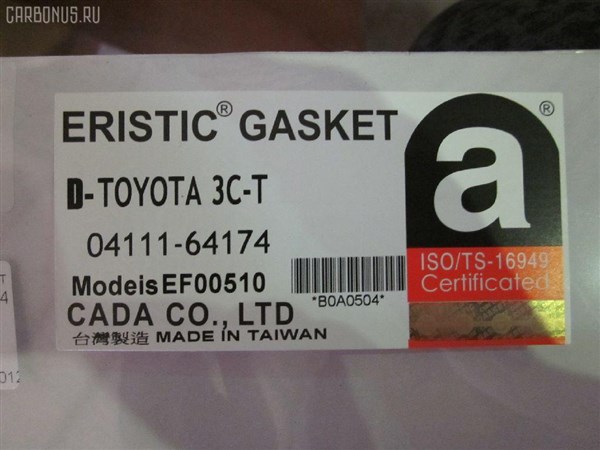 CARBONUS.RU
ERISTIC® GASKET
D-TOYOTA 3C-T
04111-64174
Modeis EF00510
*B0A0504*
CADA CO., LTD
台灣製造 MADE IN TAIWAN
®
a
ISO/TS-16949
Certificated